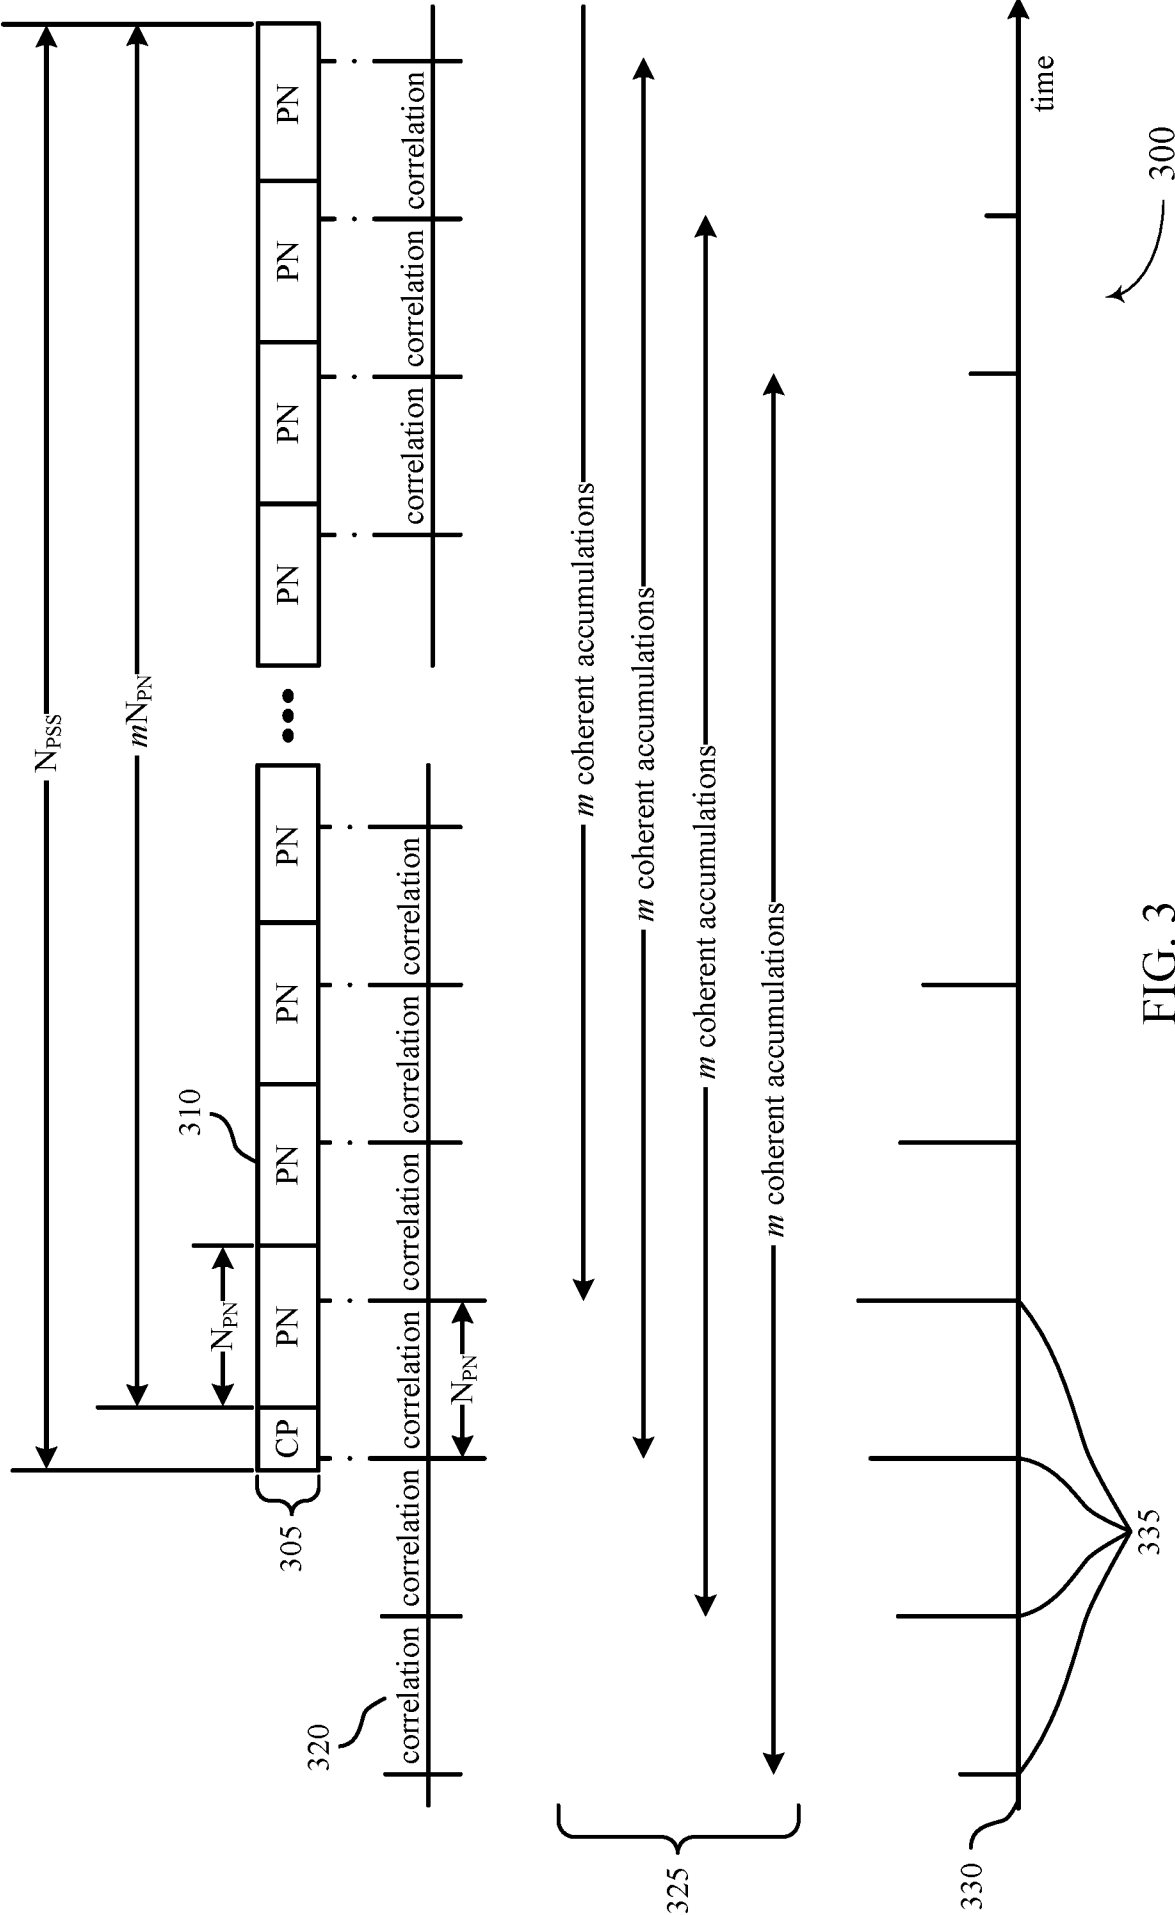 N_PSS
mN_PN
310
N_PN
305 CP PN PN PN PN ••• PN PN PN PN
320
correlation correlation correlation correlation correlation correlation correlation correlation correlation
N_PN
m coherent accumulations
m coherent accumulations
325
m coherent accumulations
m coherent accumulations
330
time
335
300
FIG. 3